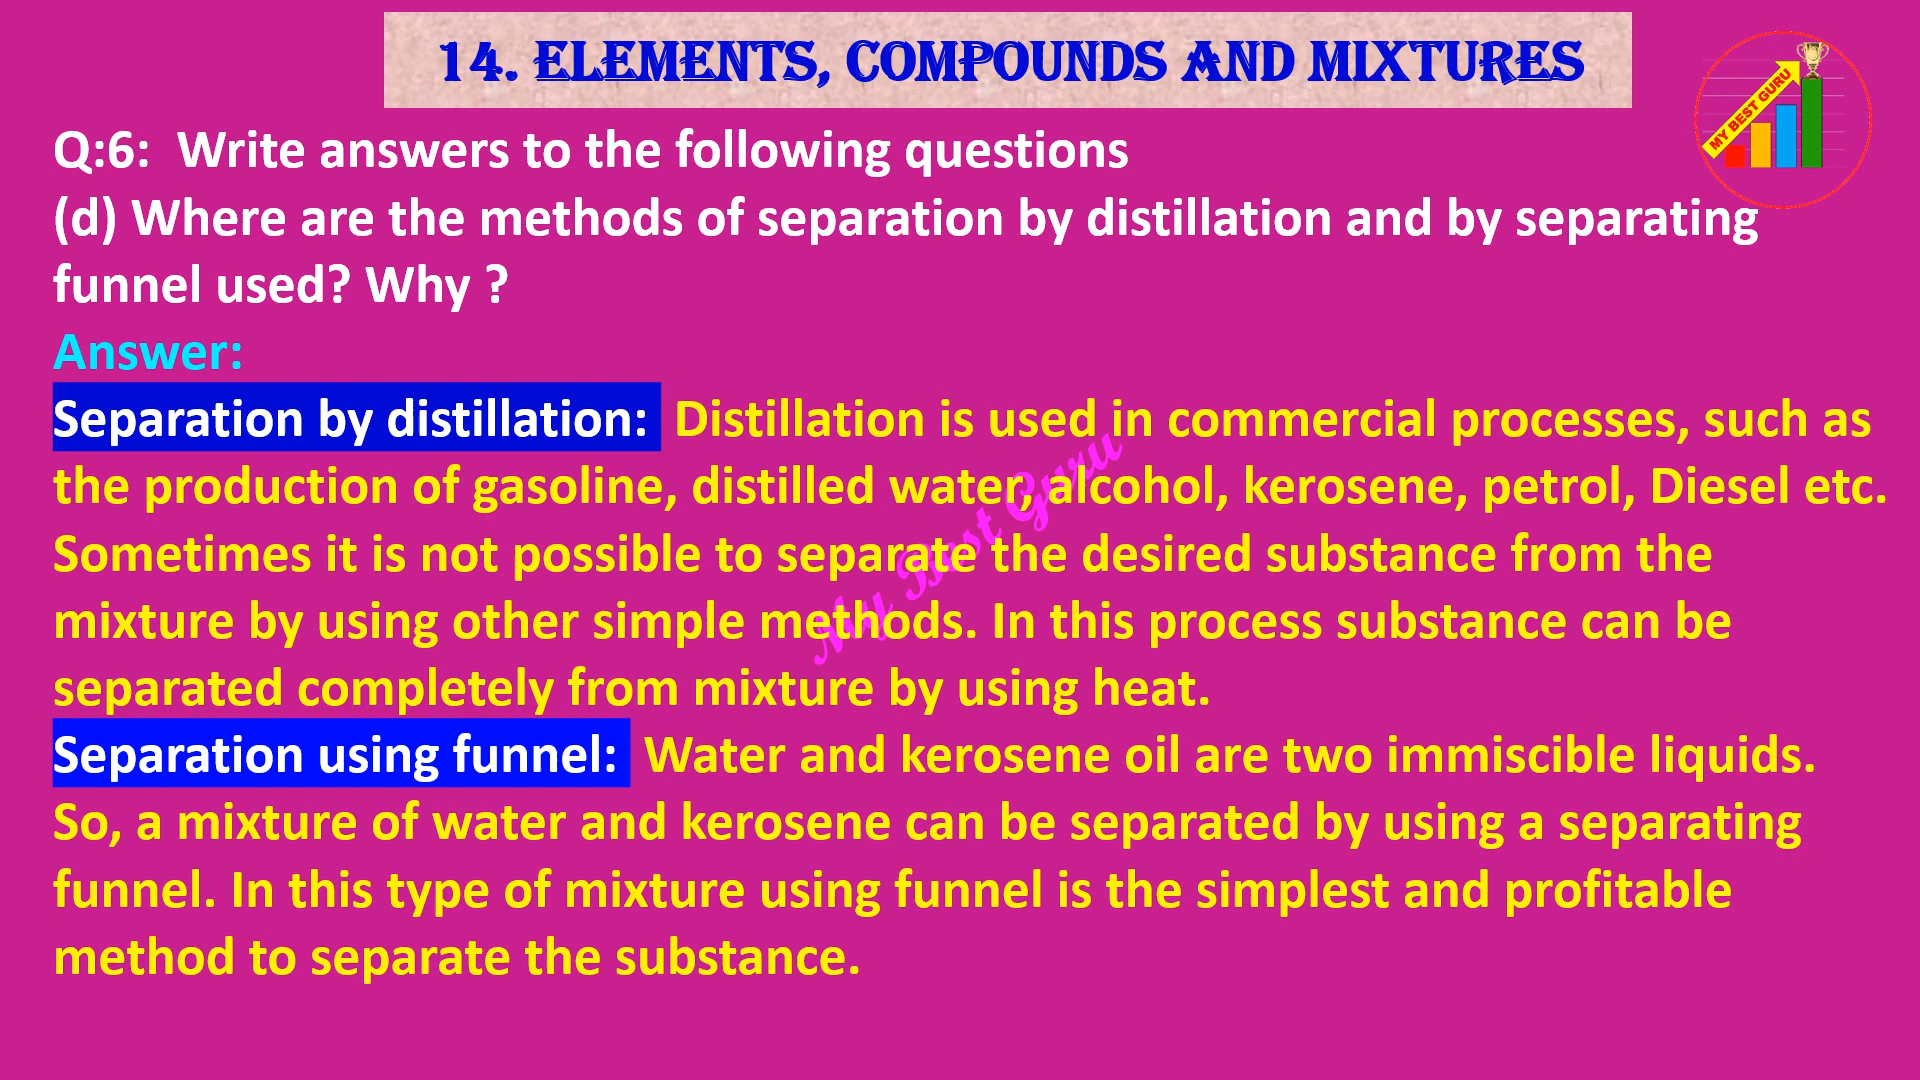 14. ELEMENTS, COMPOUNDS AND MIXTURES
MY BEST GURU
Q:6: Write answers to the following questions
(d) Where are the methods of separation by distillation and by separating
funnel used? Why ?
Answer:
Separation by distillation: Distillation is used in commercial processes, such as
the production of gasoline, distilled water, alcohol, kerosene, petrol, Diesel etc.
Sometimes it is not possible to separate the desired substance from the
mixture by using other simple methods. In this process substance can be
separated completely from mixture by using heat.
Separation using funnel: Water and kerosene oil are two immiscible liquids.
So, a mixture of water and kerosene can be separated by using a separating
funnel. In this type of mixture using funnel is the simplest and profitable
method to separate the substance.
My Best Guru